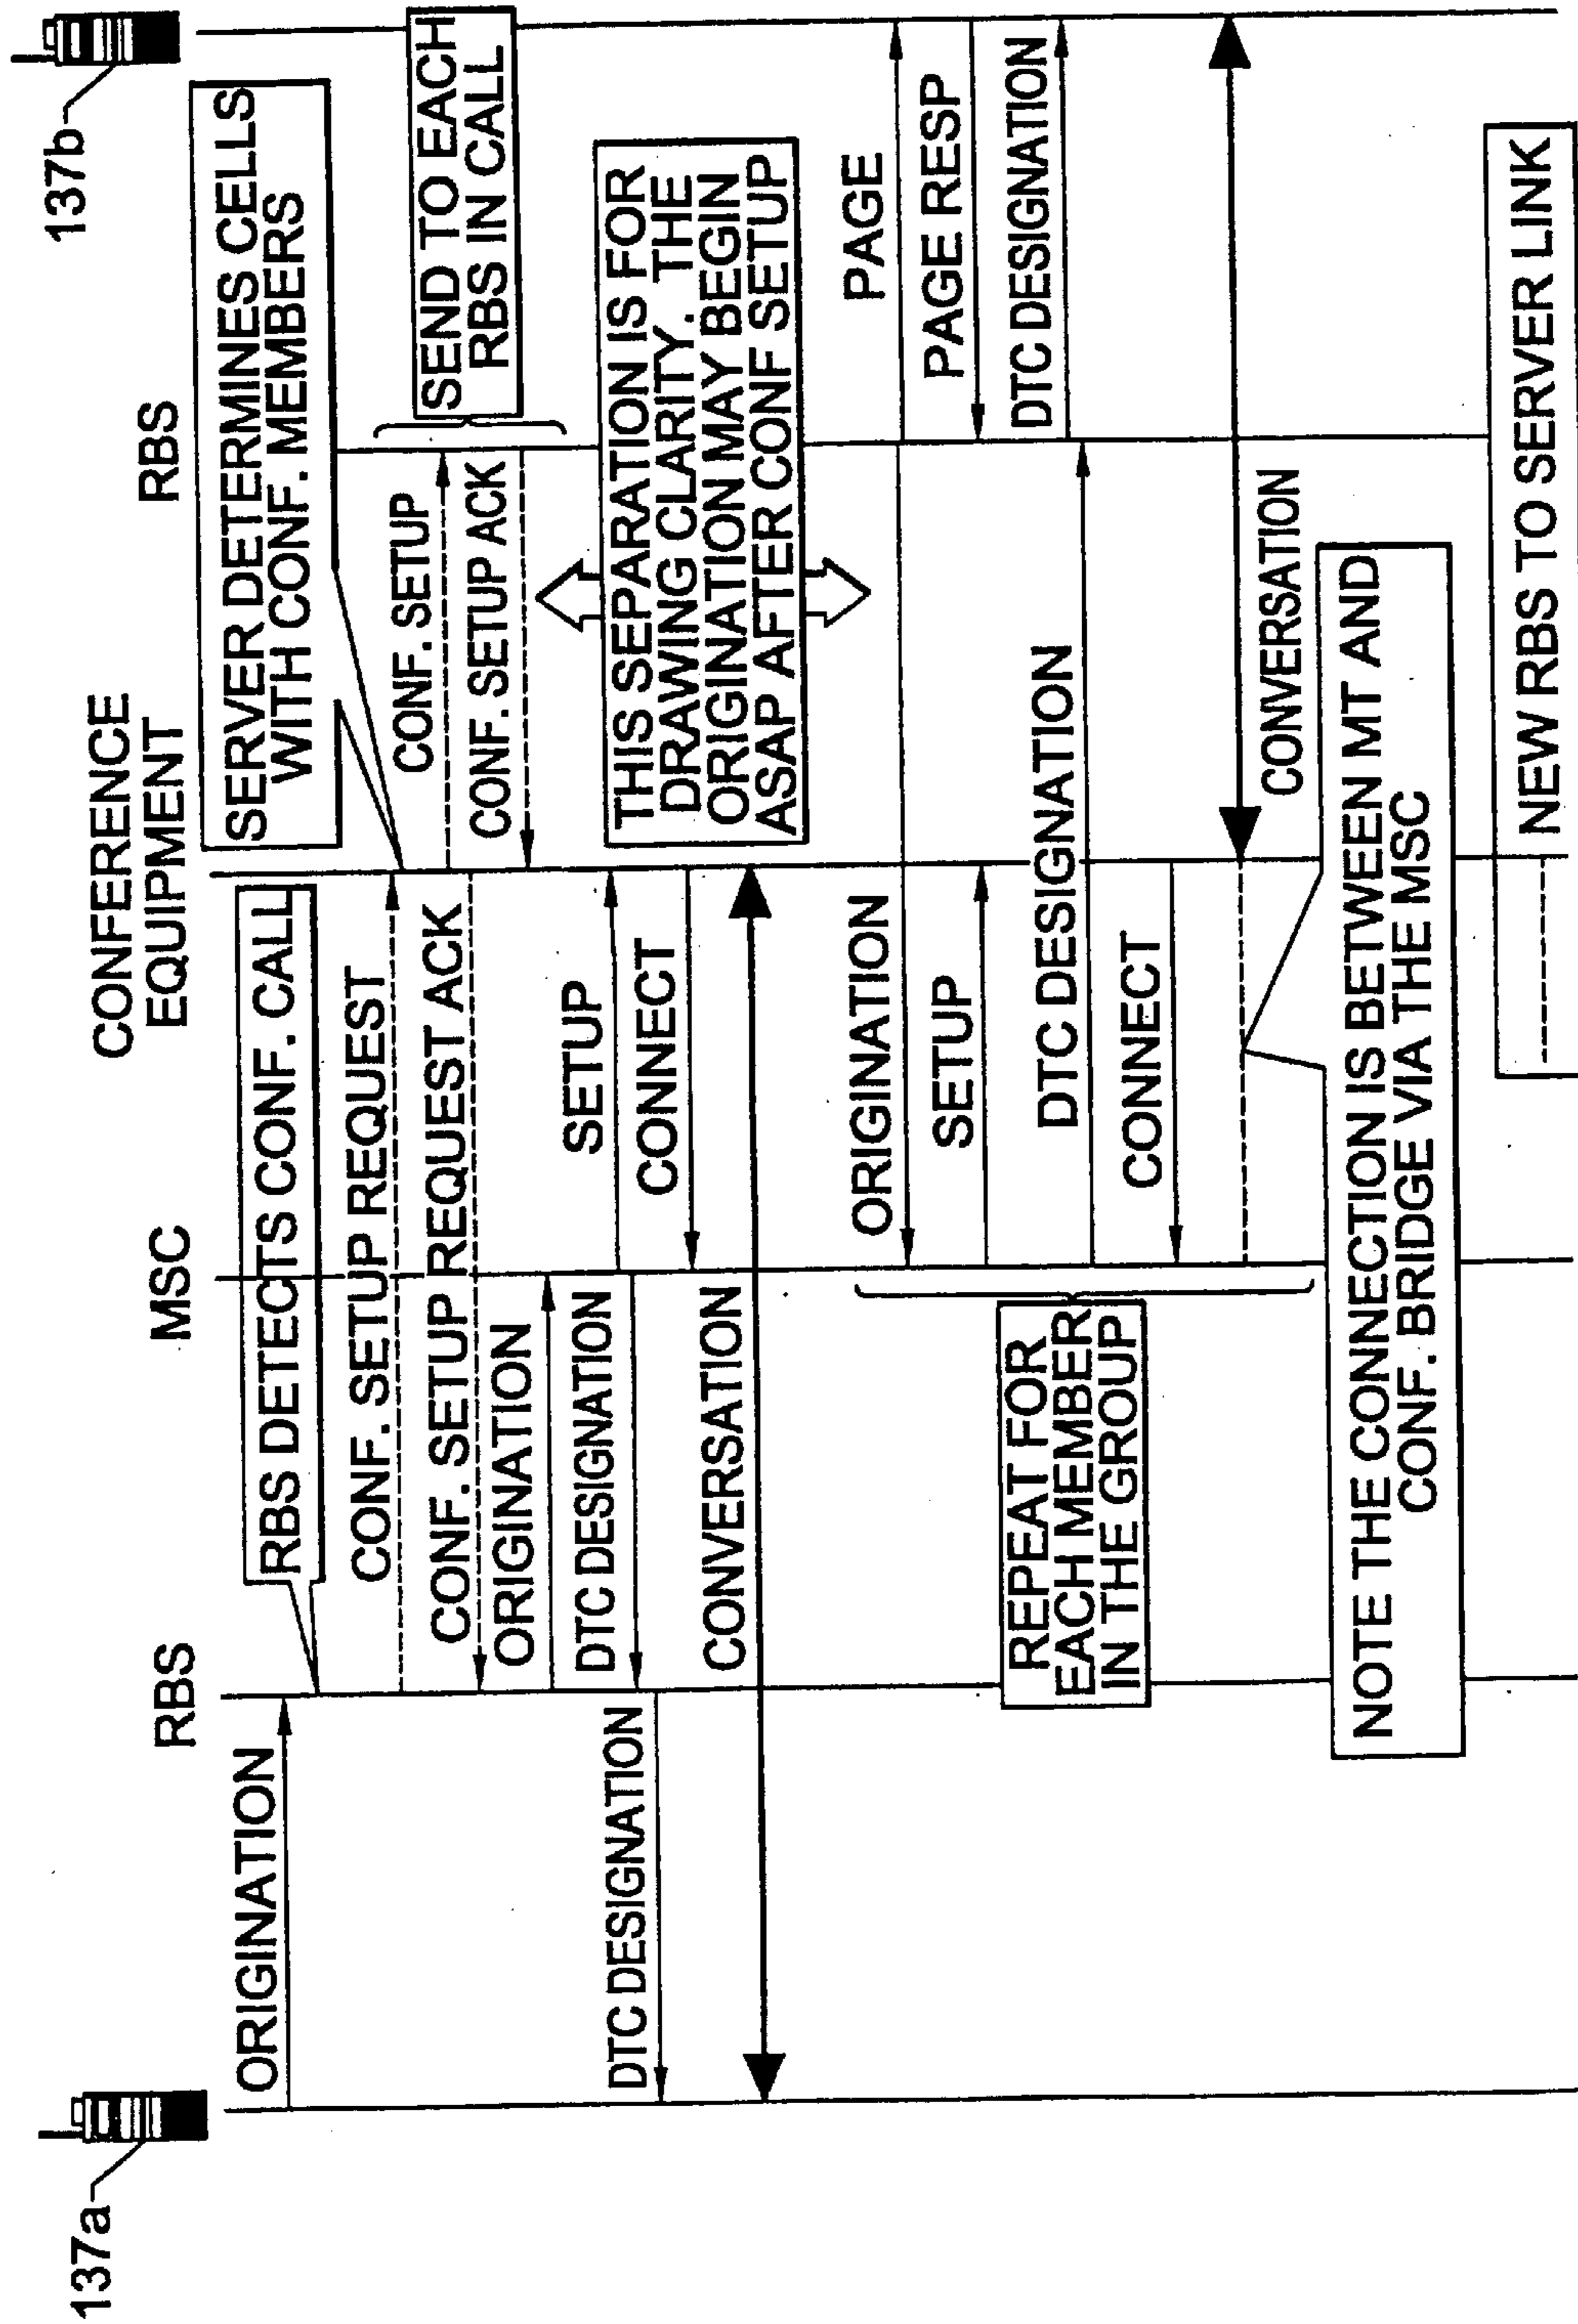 137a
137b
RBS
MSC
CONFERENCE
EQUIPMENT
RBS
ORIGINATION
RBS DETECTS CONF. CALL
SERVER DETERMINES CELLS
WITH CONF. MEMBERS
CONF. SETUP REQUEST
CONF. SETUP REQUEST ACK
CONF. SETUP
CONF. SETUP ACK
SEND TO EACH
RBS IN CALL
ORIGINATION
DTC DESIGNATION
DTC DESIGNATION
SETUP
CONNECT
CONVERSATION
THIS SEPARATION IS FOR
DRAWING CLARITY. THE
ORIGINATION MAY BEGIN
ASAP AFTER CONF SETUP
PAGE
PAGE RESP
DTC DESIGNATION
ORIGINATION
SETUP
DTC DESIGNATION
CONNECT
REPEAT FOR
EACH MEMBER
IN THE GROUP
CONVERSATION
NOTE THE CONNECTION IS BETWEEN MT AND
CONF. BRIDGE VIA THE MSC
NEW RBS TO SERVER LINK